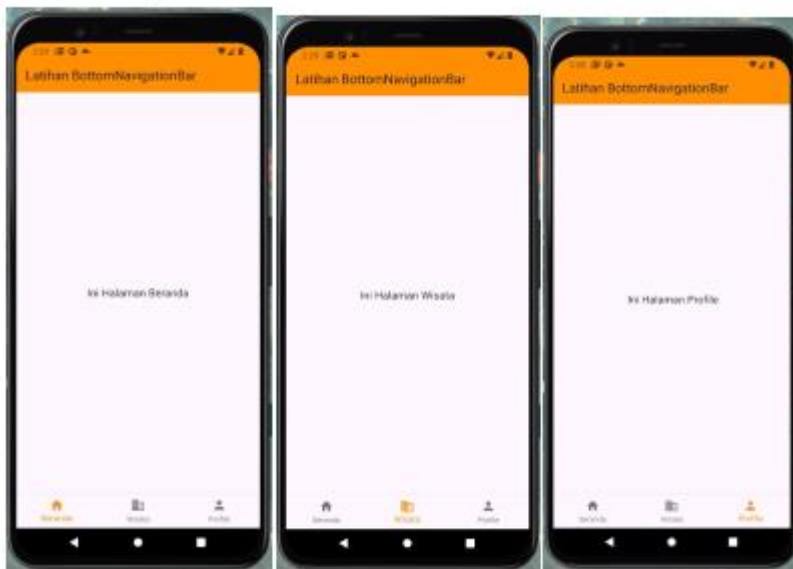 Latihan BottomNavigationBar
Ini Halaman Beranda
Beranda Wisata Profile
Latihan BottomNavigationBar
Ini Halaman Wisata
Beranda Wisata Profile
Latihan BottomNavigationBar
Ini Halaman Profile
Beranda Wisata Profile